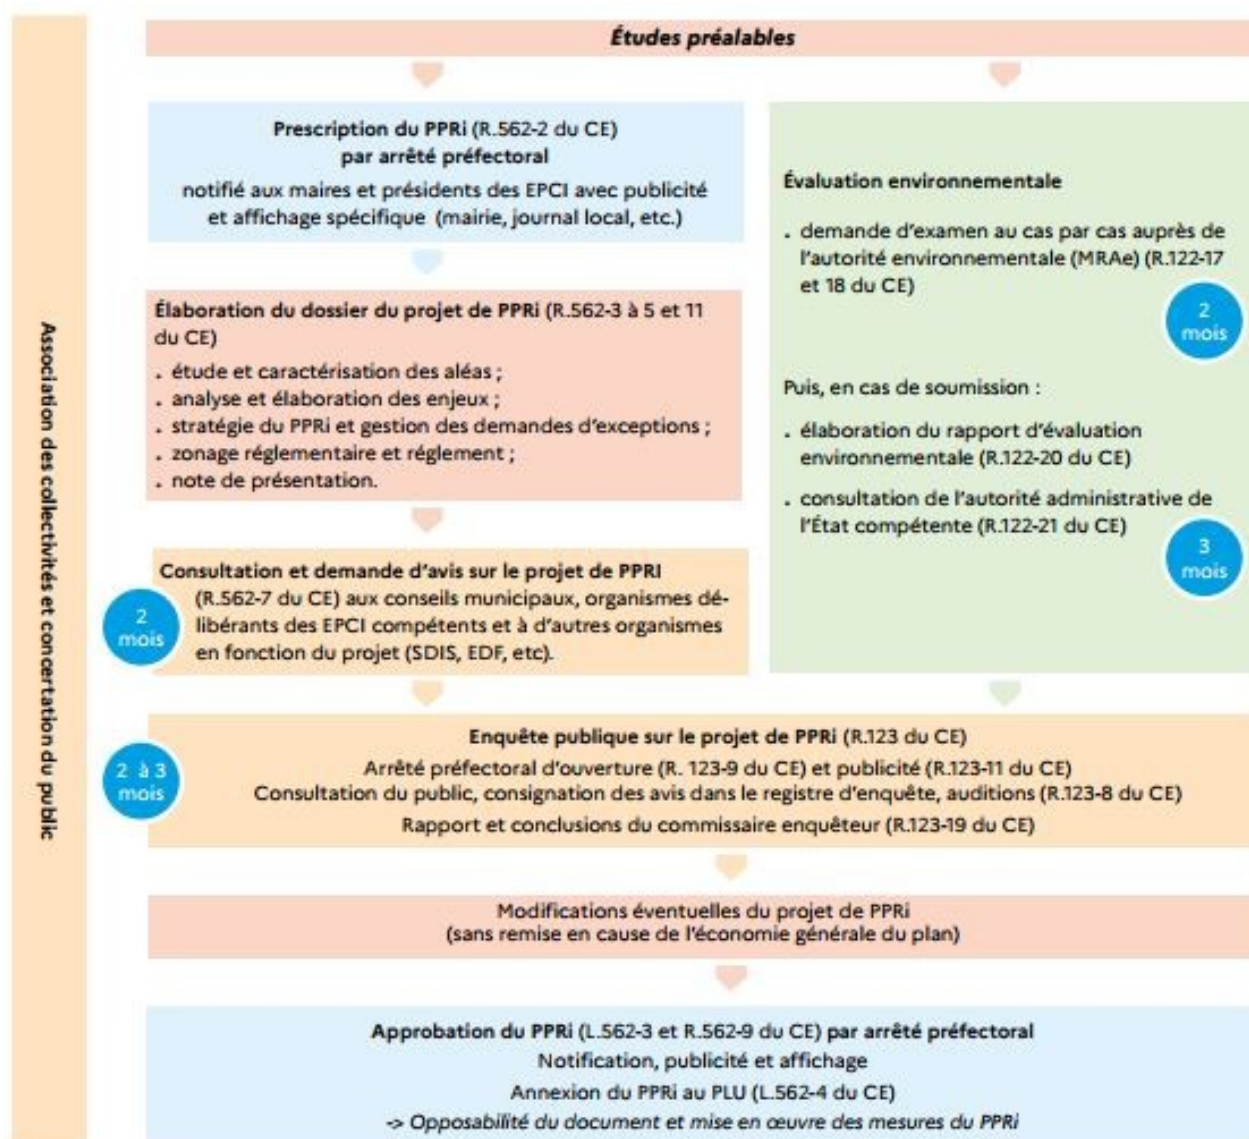 Association des collectivités et concertation du public
Études préalables
Prescription du PPRi (R.562-2 du CE)
par arrêté préfectoral
notifié aux maires et présidents des EPCI avec publicité
et affichage spécifique (mairie, journal local, etc.)
Élaboration du dossier du projet de PPRi (R.562-3 à 5 et 11
du CE)
. étude et caractérisation des aléas ;
. analyse et élaboration des enjeux ;
. stratégie du PPRi et gestion des demandes d'exceptions ;
. zonage réglementaire et réglement ;
. note de présentation.
Consultation et demande d'avis sur le projet de PPRI
(R.562-7 du CE) aux conseils municipaux, organismes dé-
libérants des EPCI compétents et à d'autres organismes
en fonction du projet (SDIS, EDF, etc).
2
mois
Évaluation environnementale
. demande d'examen au cas par cas auprès de
l'autorité environnementale (MRAe) (R.122-17
et 18 du CE)
2
mois
Puis, en cas de soumission :
. élaboration du rapport d'évaluation
environnementale (R.122-20 du CE)
. consultation de l'autorité administrative de
l'État compétente (R.122-21 du CE)
3
mois
Enquête publique sur le projet de PPRi (R.123 du CE)
Arrêté préfectoral d'ouverture (R. 123-9 du CE) et publicité (R.123-11 du CE)
Consultation du public, consignation des avis dans le registre d'enquête, auditions (R.123-8 du CE)
Rapport et conclusions du commissaire enquêteur (R.123-19 du CE)
2 à 3
mois
Modifications éventuelles du projet de PPRi
(sans remise en cause de l'économie générale du plan)
Approbation du PPRi (L.562-3 et R.562-9 du CE) par arrêté préfectoral
Notification, publicité et affichage
Annexion du PPRi au PLU (L.562-4 du CE)
-> Opposabilité du document et mise en œuvre des mesures du PPRi